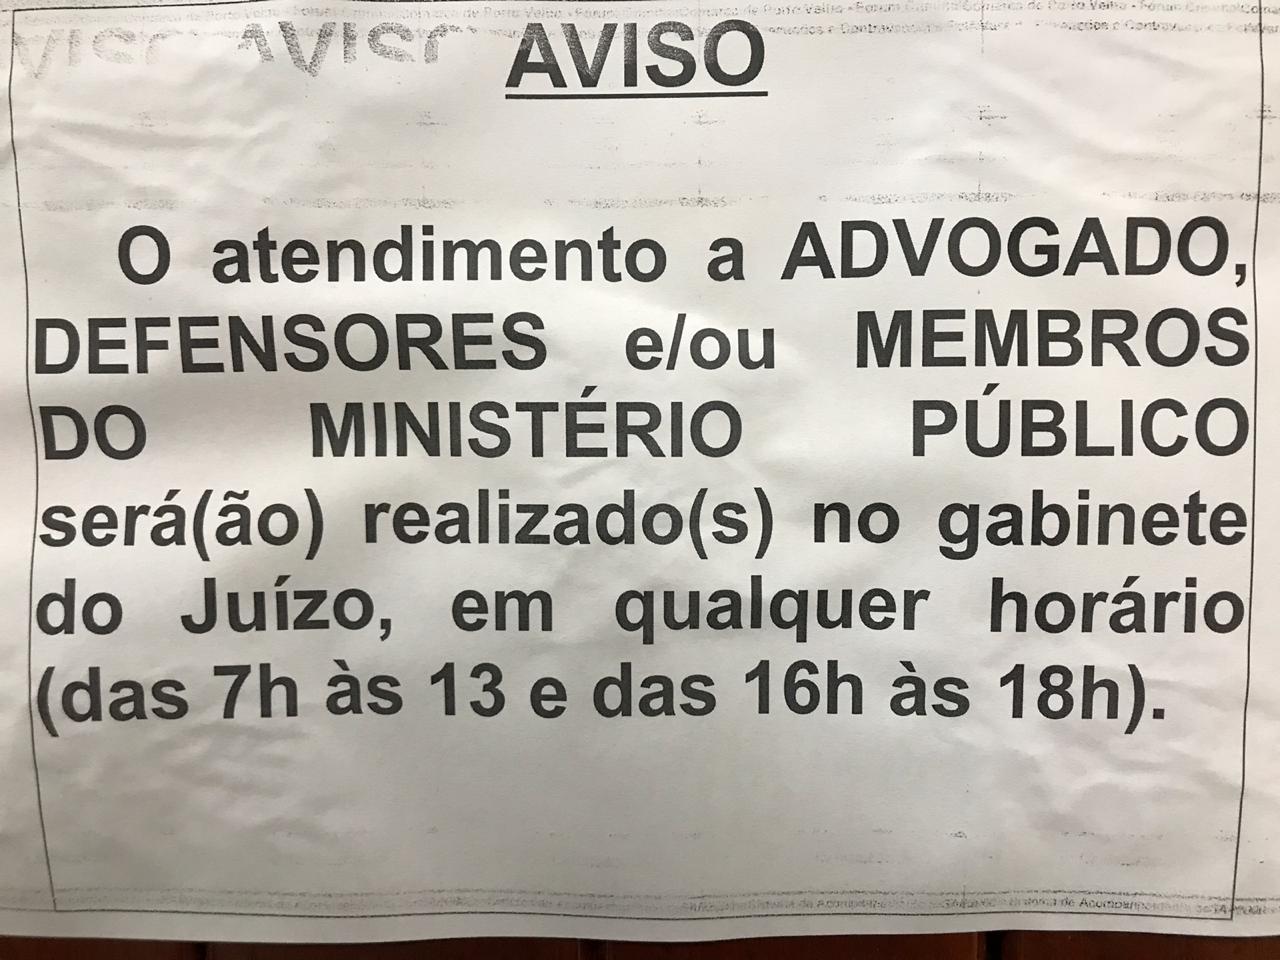 AVISO
O atendimento a ADVOGADO,
DEFENSORES e/ou MEMBROS
DO MINISTÉRIO PÚBLICO
será(ão) realizado(s) no gabinete
do Juízo, em qualquer horário
(das 7h às 13 e das 16h às 18h).